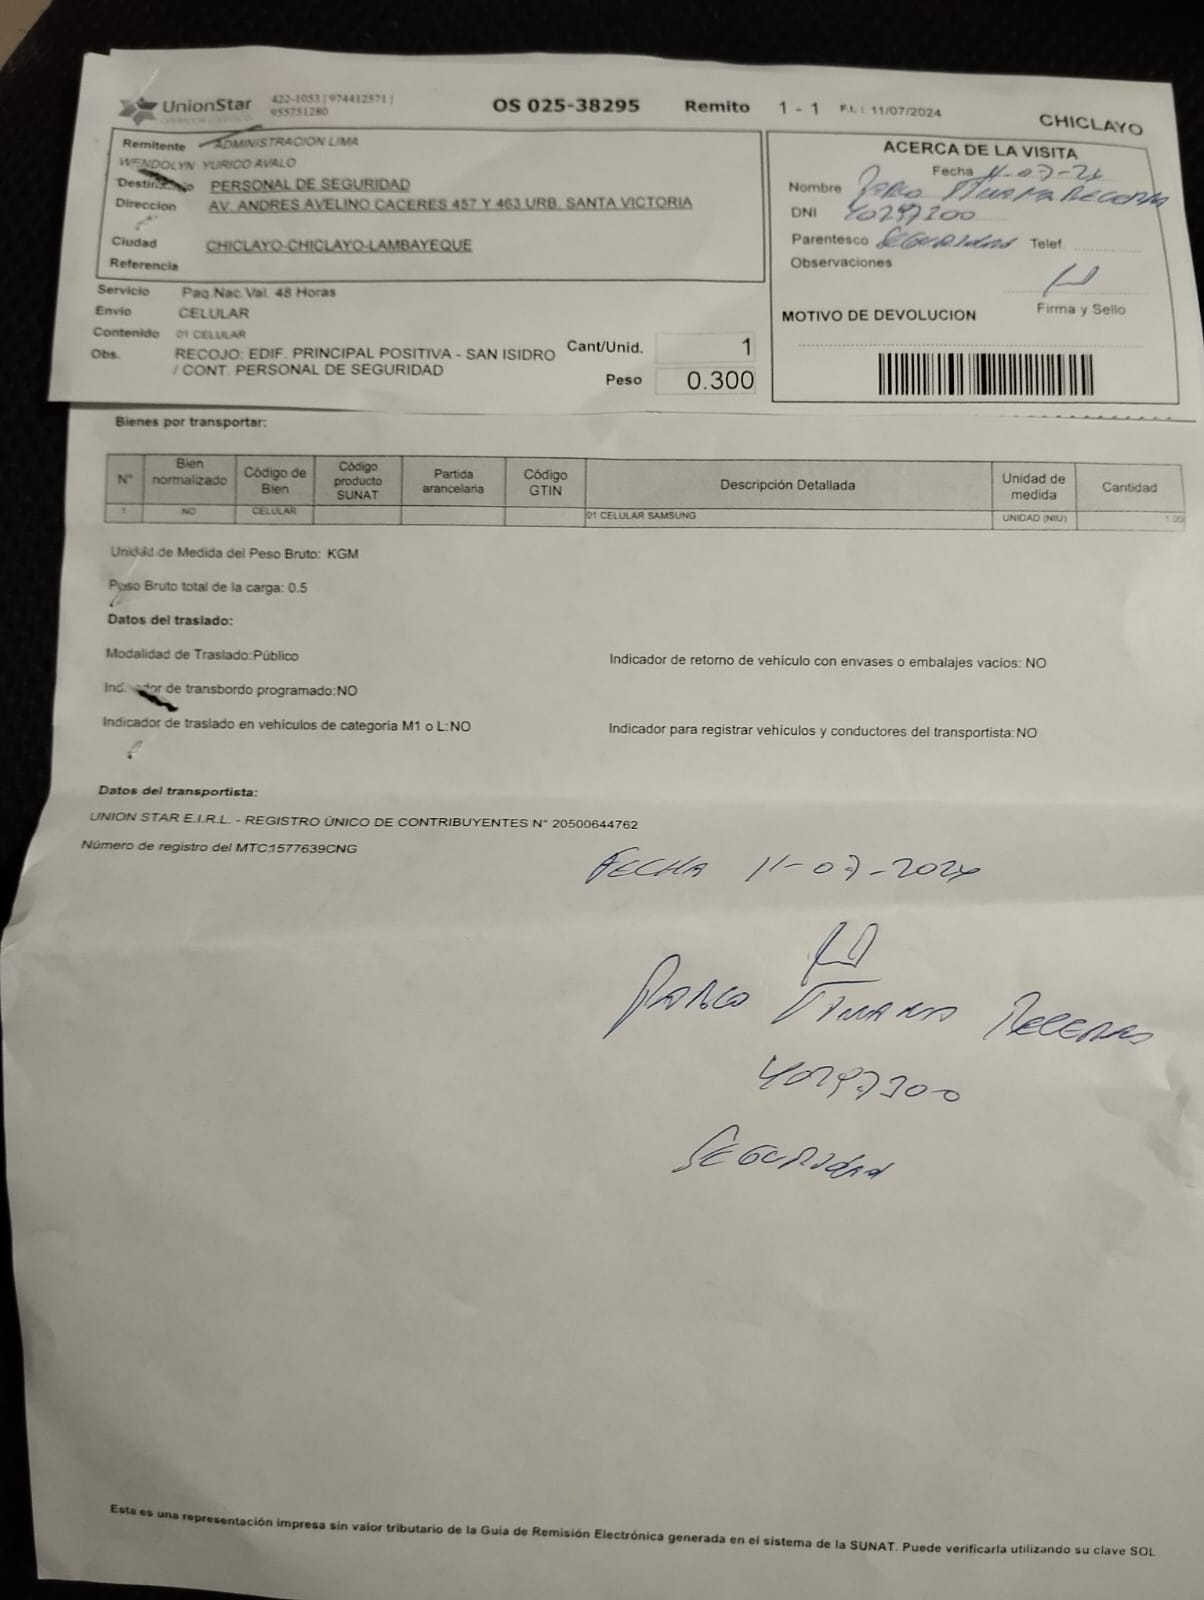 UnionStar 422-1053 | 974412571 |
955751280
OS 025-38295 Remito 1 - 1 F.I. : 11/07/2024 CHICLAYO
Remitente ADMINISTRACION LIMA
WENDOLYN YURICO AVALO
PERSONAL DE SEGURIDAD
Direccion AV. ANDRES AVELINO CACERES 457 Y 463 URB. SANTA VICTORIA
Ciudad CHICLAYO-CHICLAYO-LAMBAYEQUE
Referencia
Servicio Paq.Nac.Val. 48 Horas
Envio CELULAR
Contenido 01 CELULAR
Obs. RECOJO: EDIF. PRINCIPAL POSITIVA - SAN ISIDRO
/ CONT. PERSONAL DE SEGURIDAD
Cant/Unid. 1
Peso 0.300
ACERCA DE LA VISITA
Fecha 11-07-24
Nombre
DNI 40297300
Parentesco SEGURIDAD Telef.
Observaciones
Firma y Sello
MOTIVO DE DEVOLUCION
Bienes por transportar:
N° Bien normalizado Código de Bien Código producto SUNAT Partida arancelaria Código GTIN Descripción Detallada Unidad de medida Cantidad
1 NO CELULAR 01 CELULAR SAMSUNG UNIDAD (NIU) 1.00
Unidad de Medida del Peso Bruto: KGM
Peso Bruto total de la carga: 0.5
Datos del traslado:
Modalidad de Traslado:Público
Indicador de retorno de vehículo con envases o embalajes vacíos: NO
de transbordo programado:NO
Indicador de traslado en vehículos de categoría M1 o L:NO
Indicador para registrar vehículos y conductores del transportista:NO
Datos del transportista:
UNION STAR E.I.R.L. - REGISTRO ÚNICO DE CONTRIBUYENTES N° 20500644762
Número de registro del MTC:1577639CNG
FECHA 11-07-2024
40297300
SEGURIDAD
Esta es una representación impresa sin valor tributario de la Guía de Remisión Electrónica generada en el sistema de la SUNAT. Puede verificarla utilizando su clave SOL